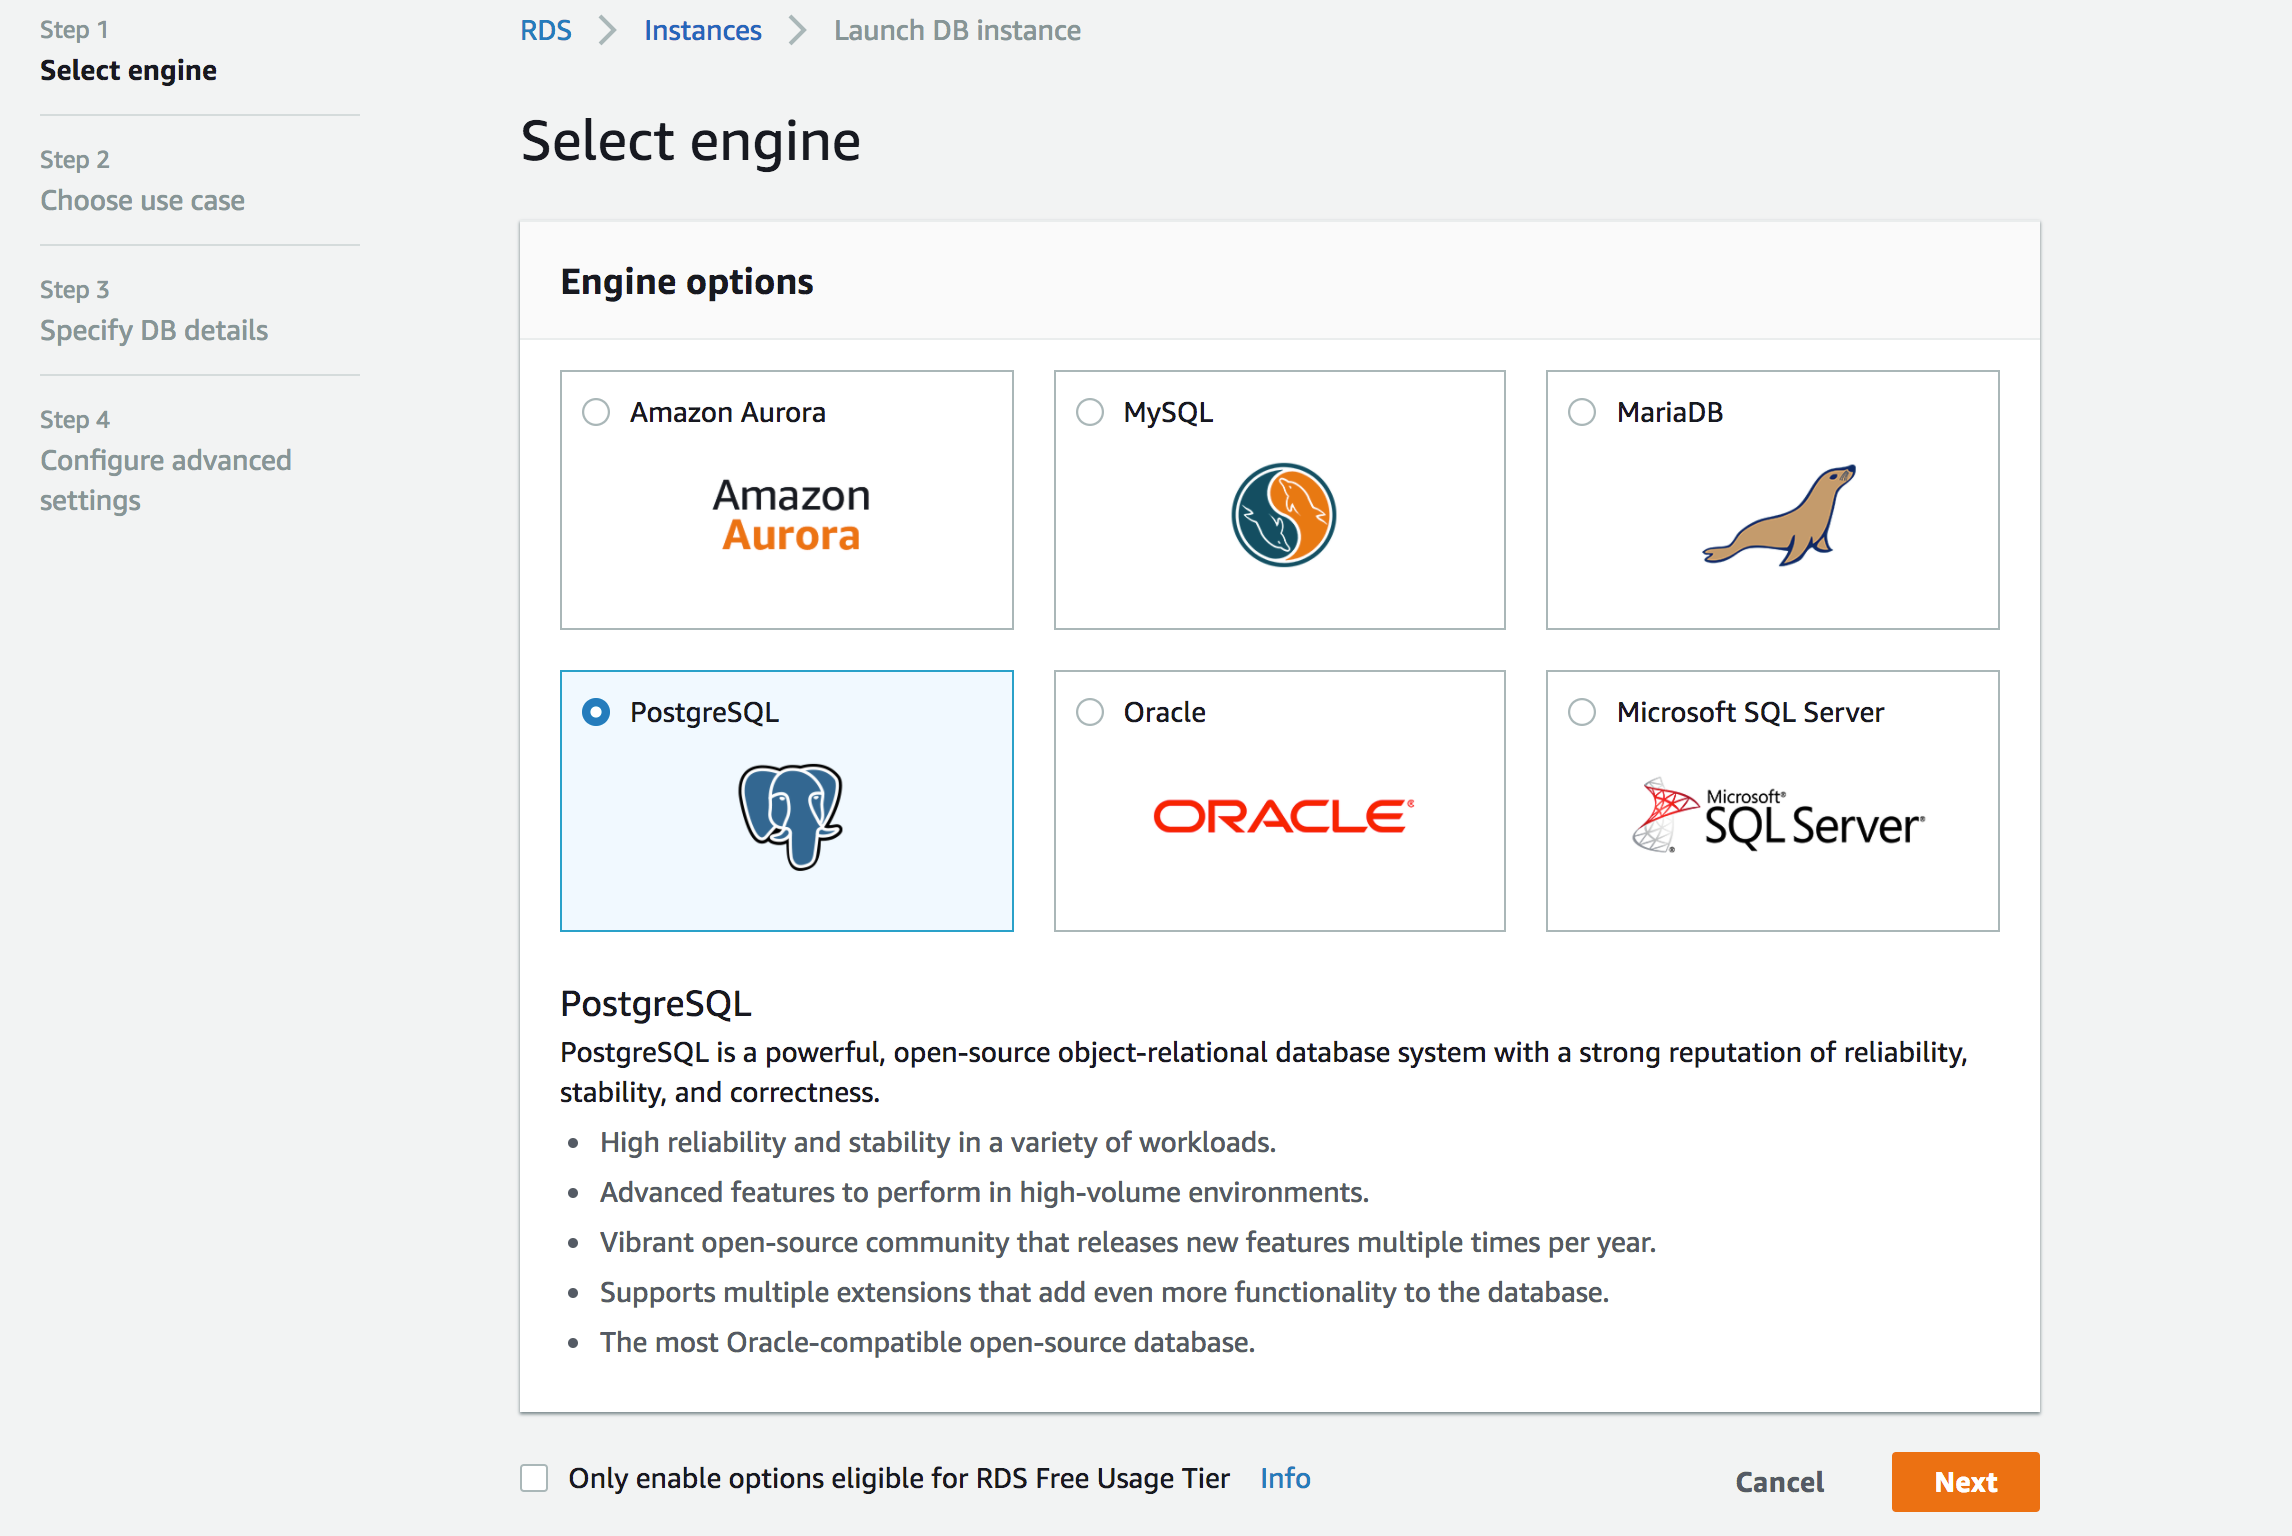 Step 1
Select engine
Step 2
Choose use case
Step 3
Specify DB details
Step 4
Configure advanced
settings
RDS
Instances
Launch DB instance
Select engine
Engine options
Amazon Aurora
Amazon
Aurora
MySQL
MariaDB
PostgreSQL
Oracle
ORACLE®
Microsoft SQL Server
Microsoft®
SQL Server®
PostgreSQL
PostgreSQL is a powerful, open-source object-relational database system with a strong reputation of reliability,
stability, and correctness.
• High reliability and stability in a variety of workloads.
• Advanced features to perform in high-volume environments.
• Vibrant open-source community that releases new features multiple times per year.
• Supports multiple extensions that add even more functionality to the database.
• The most Oracle-compatible open-source database.
Only enable options eligible for RDS Free Usage Tier Info
Cancel
Next